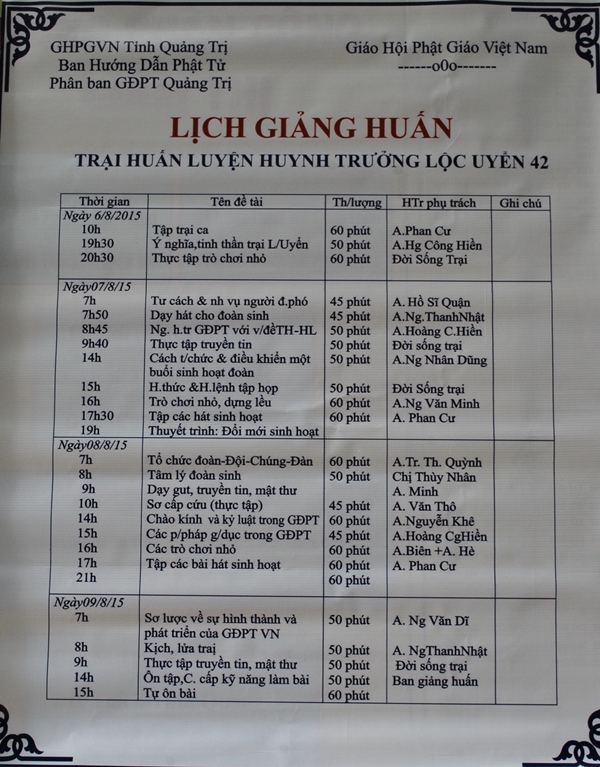 GHPGVN Tỉnh Quảng Trị
Ban Hướng Dẫn Phật Tử
Phân ban GĐPT Quảng Trị
Giáo Hội Phật Giáo Việt Nam
------o0o-------
LỊCH GIẢNG HUẤN
TRẠI HUẤN LUYỆN HUYNH TRƯỞNG LỘC UYỂN 42
Thời gian Tên đề tài Th/lượng HTr phụ trách Ghi chú
Ngày 6/8/2015
10h Tập trại ca 60 phút A.Phan Cư
19h30 Ý nghĩa,tinh thần trại L/Uyển 50 phút A.Hg Công Hiền
20h30 Thực tập trò chơi nhỏ 60 phút Đời Sống Trại
Ngày07/8/15
7h Tư cách & nh vụ người đ.phó 45 phút A. Hồ Sĩ Quận
7h50 Dạy hát cho đoàn sinh 45 phút A.Ng.ThanhNhật
8h45 Ng. h.tr GĐPT với v/đềTH-HL 50 phút A.Hoàng C.Hiền
9h40 Thực tập truyền tin 60 phút Đời sống trại
14h Cách t/chức & điều khiển một 50 phút A.Ng Nhân Dũng
buổi sinh hoạt đoàn
15h H.thức &H.lệnh tập họp 50 phút Đời Sống trại
16h Trò chơi nhỏ, dựng lều 60 phút A.Ng Văn Minh
17h30 Tập các hát sinh hoạt 60 phút A. Phan Cư
19h Thuyết trình: Đổi mới sinh hoạt
Ngày08/8/15
7h Tổ chức đoàn-Đội-Chúng-Đàn 60 phút A.Tr. Th. Quỳnh
8h Tâm lý đoàn sinh 50 phút Chị Thùy Nhân
9h Dạy gut, truyền tin, mật thư A. Minh
10h Sơ cấp cứu (thực tập) 45 phút A. Văn Thô
14h Chào kính và kỷ luật trong GĐPT 60 phút A.Nguyễn Khê
15h Các p/pháp g/dục trong GĐPT 45 phút A.Hoàng CgHiền
16h Các trò chơi nhỏ 60 phút A.Biên +A. Hè
17h Tập các bài hát sinh hoạt 60 phút A. Phan Cư
21h 60 phút
Ngày09/8/15
7h Sơ lược về sự hình thành và 50 phút A. Ng Văn Dĩ
phát triển của GĐPT VN
8h Kịch, lửa traị 50 phút A. NgThanhNhật
9h Thực tập truyền tin, mật thư 50 phút Đời sống trại
14h Ôn tập,C. cấp kỹ năng làm bài 50 phút Ban giảng huấn
15h Tự ôn bài 60 phút